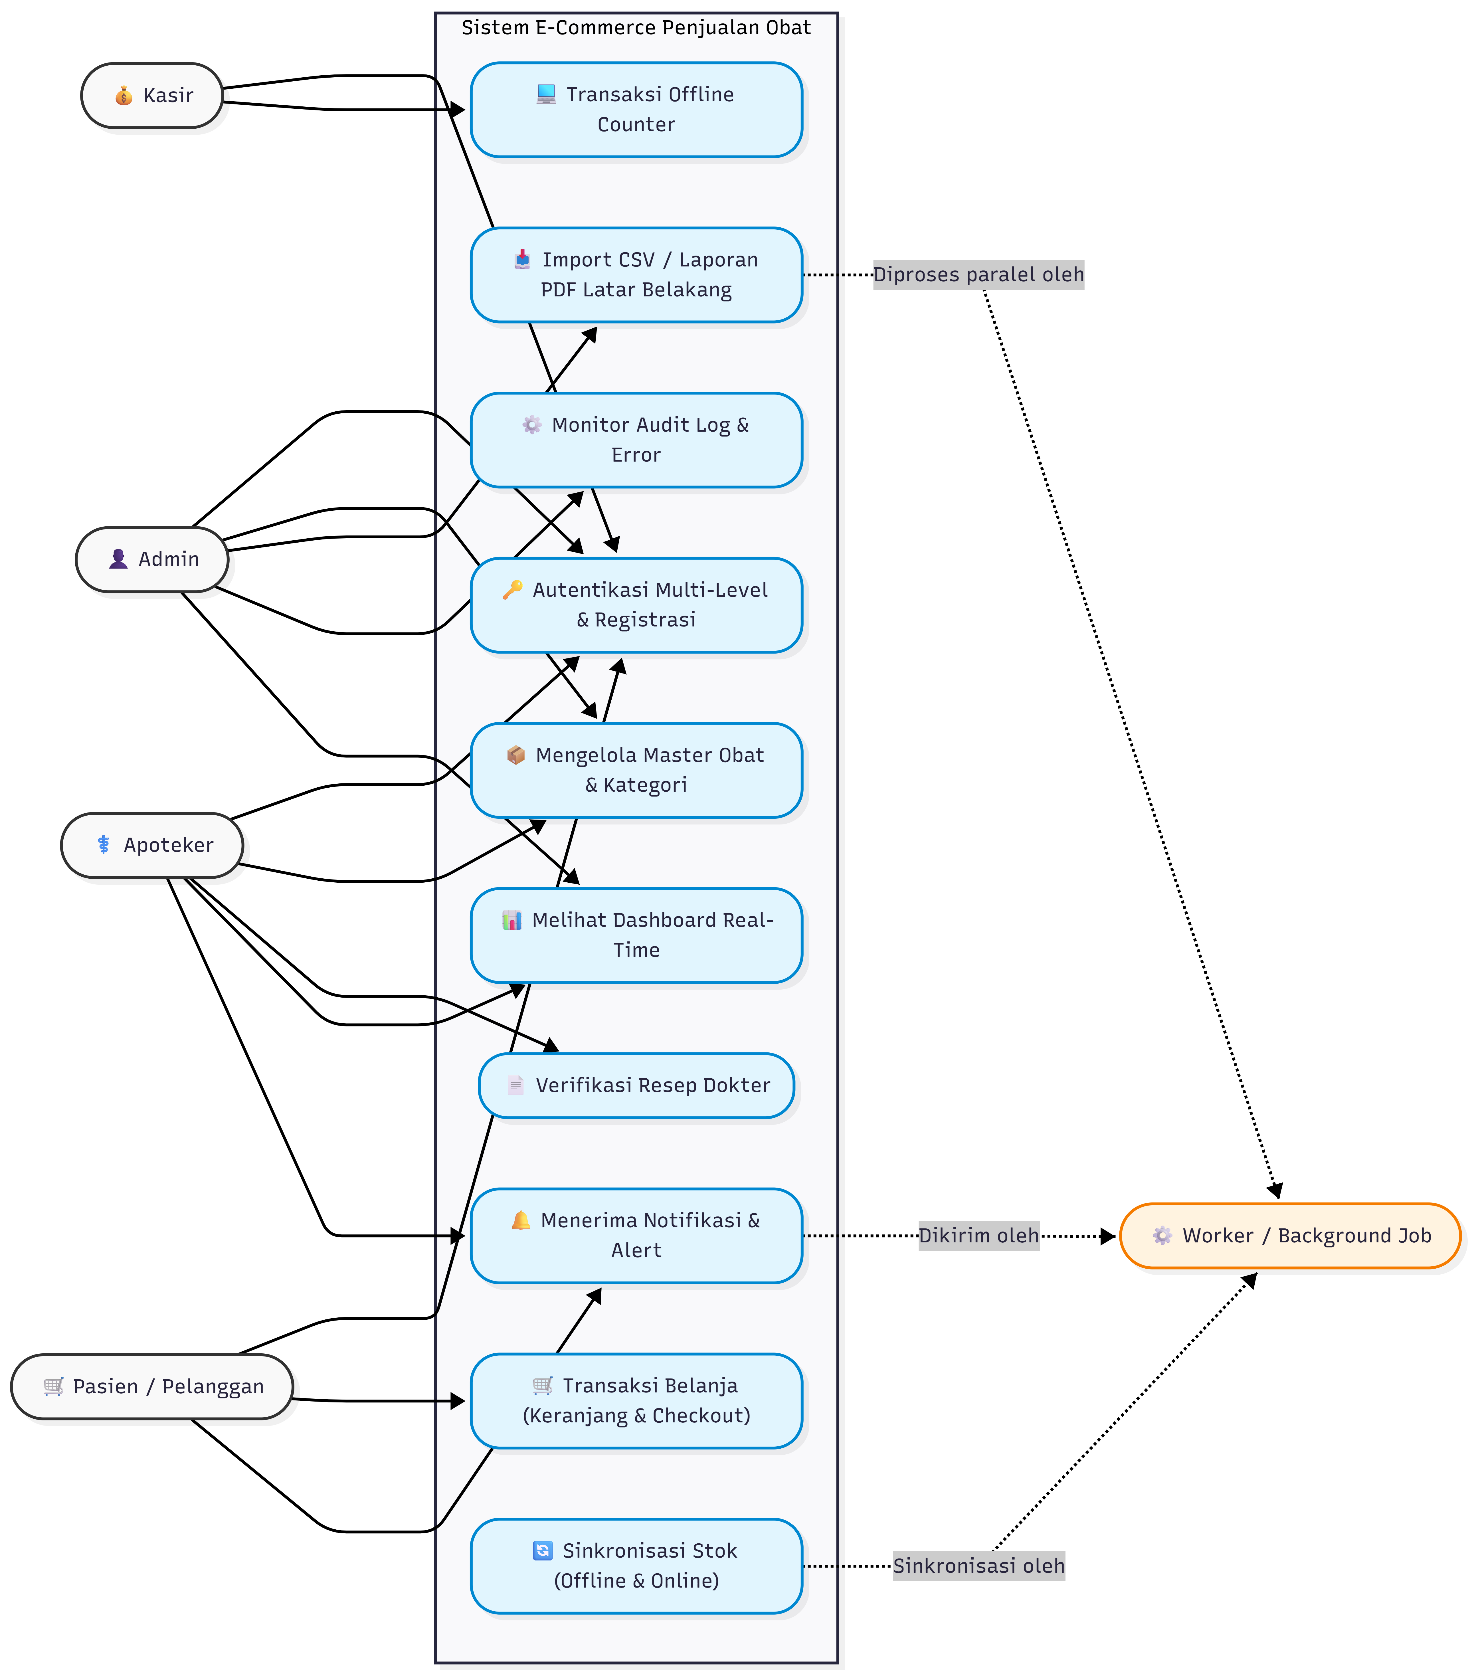 Sistem E-Commerce Penjualan Obat
Kasir
Transaksi Offline
Counter
Import CSV / Laporan
PDF Latar Belakang
Diproses paralel oleh
Monitor Audit Log &
Error
Admin
Autentikasi Multi-Level
& Registrasi
Mengelola Master Obat
& Kategori
Apoteker
Melihat Dashboard Real-
Time
Verifikasi Resep Dokter
Menerima Notifikasi &
Alert
Dikirim oleh
Worker / Background Job
Pasien / Pelanggan
Transaksi Belanja
(Keranjang & Checkout)
Sinkronisasi Stok
(Offline & Online)
Sinkronisasi oleh